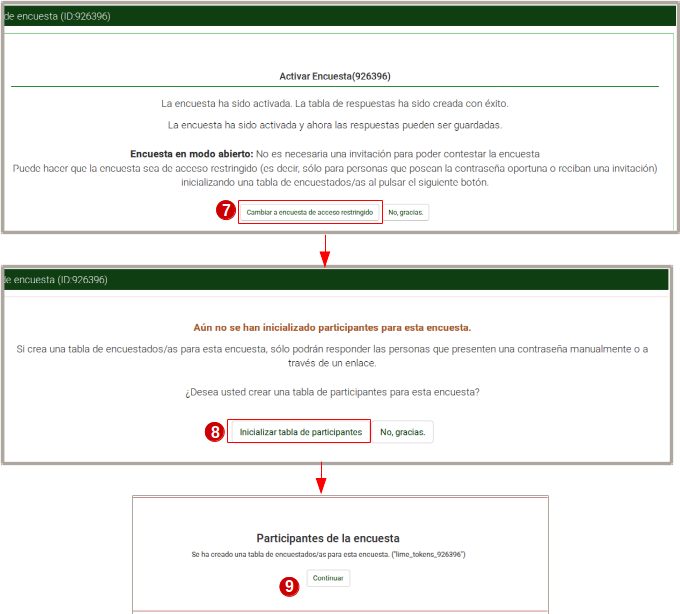 de encuesta (ID:926396)
Activar Encuesta(926396)
La encuesta ha sido activada. La tabla de respuestas ha sido creada con éxito.
La encuesta ha sido activada y ahora las respuestas pueden ser guardadas.
Encuesta en modo abierto: No es necesaria una invitación para poder contestar la encuesta
Puede hacer que la encuesta sea de acceso restringido (es decir, sólo para personas que posean la contraseña oportuna o reciban una invitación)
inicializando una tabla de encuestados/as al pulsar el siguiente botón.
7 Cambiar a encuesta de acceso restringido No, gracias.
de encuesta (ID:926396)
Aún no se han inicializado participantes para esta encuesta.
Si crea una tabla de encuestados/as para esta encuesta, sólo podrán responder las personas que presenten una contraseña manualmente o a
través de un enlace.
¿Desea usted crear una tabla de participantes para esta encuesta?
8 Inicializar tabla de participantes No, gracias.
Participantes de la encuesta
Se ha creado una tabla de encuestados/as para esta encuesta. ("lime_tokens_926396")
9 Continuar